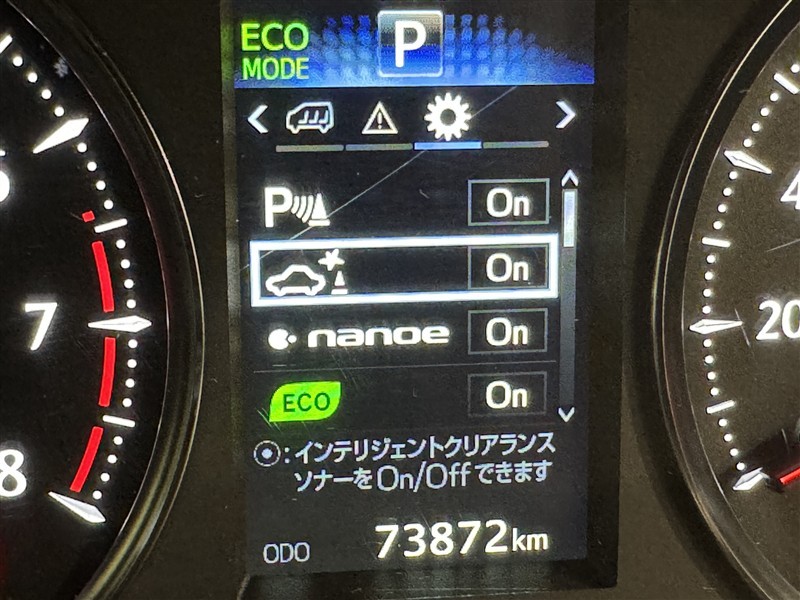 ECO
MODE
P
P On
On
nanoe On
ECO On
:インテリジェントクリアランス
ソナーをOn/Offできます
ODO 73872km
7
8
20